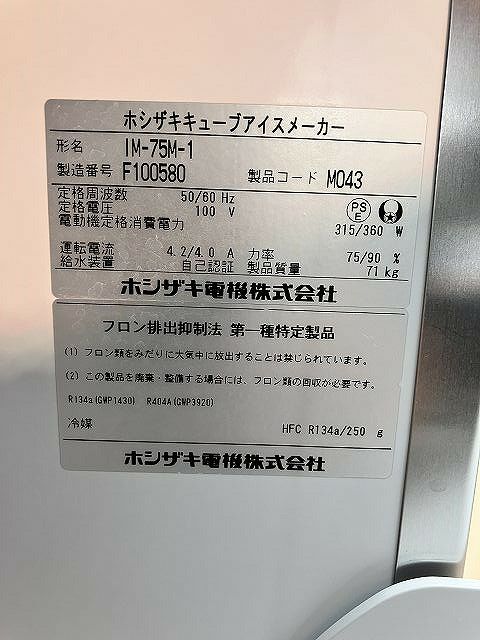 ホシザキキューブアイスメーカー
形名 IM-75M-1
製造番号 F100580 製品コード M043
定格周波数 50/60 Hz
定格電圧 100 V
PS E
電動機定格消費電力 315/360 W
運転電流 4.2/4.0 A 力率 75/90 %
給水装置 自己認証 製品質量 71 kg
ホシザキ電機株式会社
フロン排出抑制法 第一種特定製品
(1) フロン類をみだりに大気中に放出することは禁じられています。
(2) この製品を廃棄・整備する場合には、フロン類の回収が必要です。
R134a(GWP1430) R404A(GWP3920)
冷媒 HFC R134a/250 g
ホシザキ電機株式会社